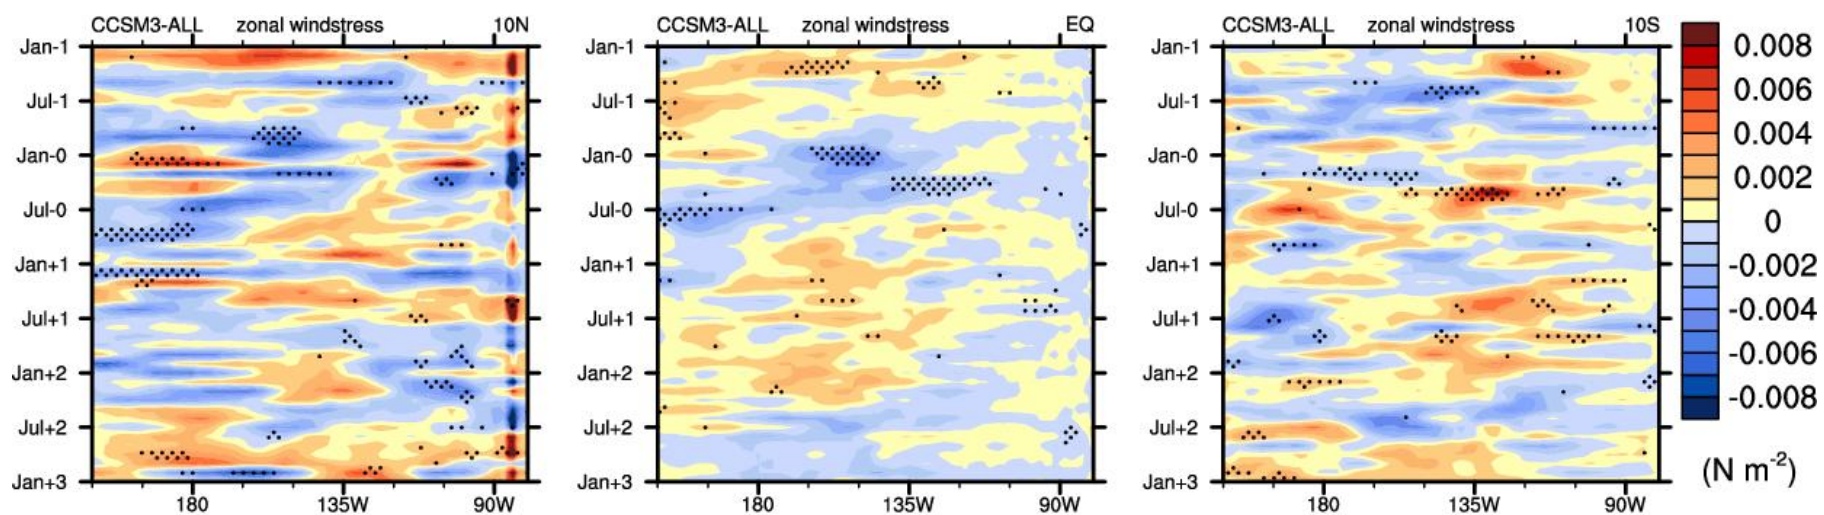 CCSM3-ALL zonal windstress 10N
Jan-1
Jul-1
Jan-0
Jul-0
Jan+1
Jul+1
Jan+2
Jul+2
Jan+3
180 135W 90W
CCSM3-ALL zonal windstress EQ
Jan-1
Jul-1
Jan-0
Jul-0
Jan+1
Jul+1
Jan+2
Jul+2
Jan+3
180 135W 90W
CCSM3-ALL zonal windstress 10S
Jan-1
Jul-1
Jan-0
Jul-0
Jan+1
Jul+1
Jan+2
Jul+2
Jan+3
180 135W 90W
0.008
0.006
0.004
0.002
0
-0.002
-0.004
-0.006
-0.008
(N m⁻²)